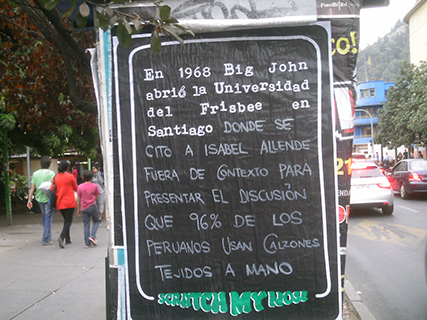 En 1968 Big John
abrió la Universidad
del Frisbee en
Santiago DONDE SE
CITO A ISABEL ALLENDE
FUERA DE CONTEXTO PARA
PRESENTAR EL DISCUSIÓN
QUE 96% DE LOS
PERUANOS USAN CALZONES
TEJIDOS A MANO
SCRATCH MY NOSE